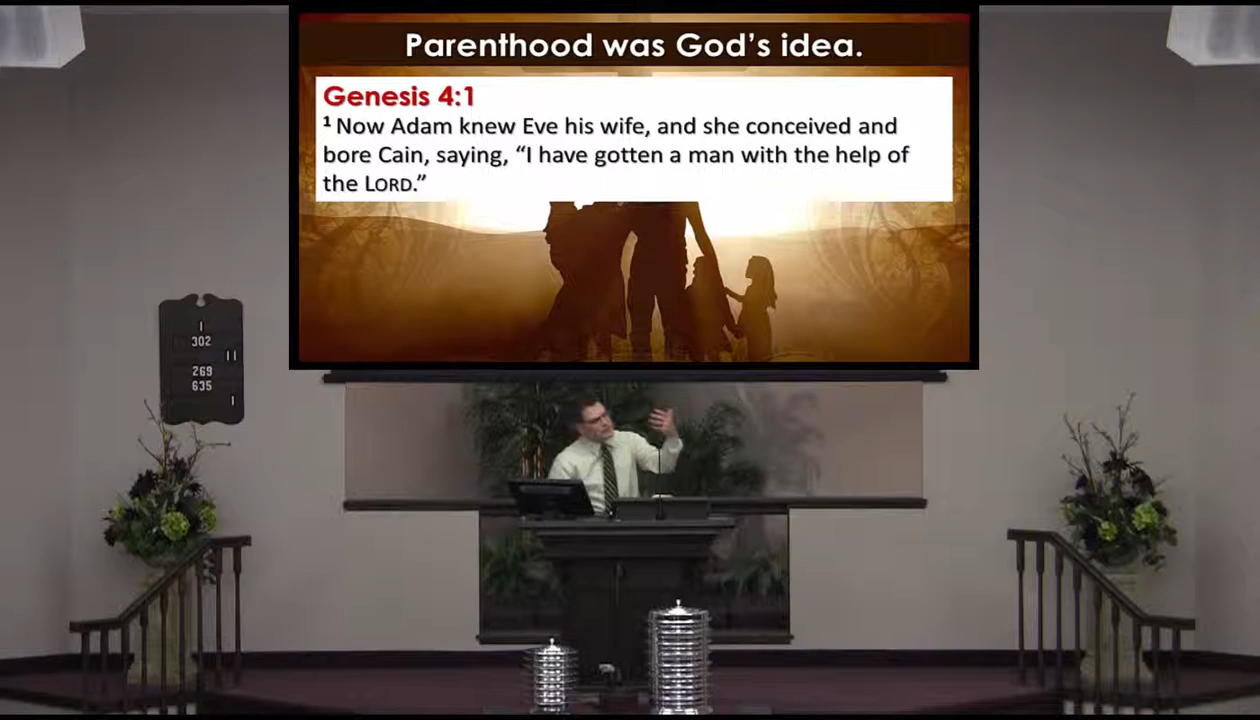 Parenthood was God's idea.
Genesis 4:1
¹ Now Adam knew Eve his wife, and she conceived and
bore Cain, saying, “I have gotten a man with the help of
the LORD.”
I
302
II
269
635
I